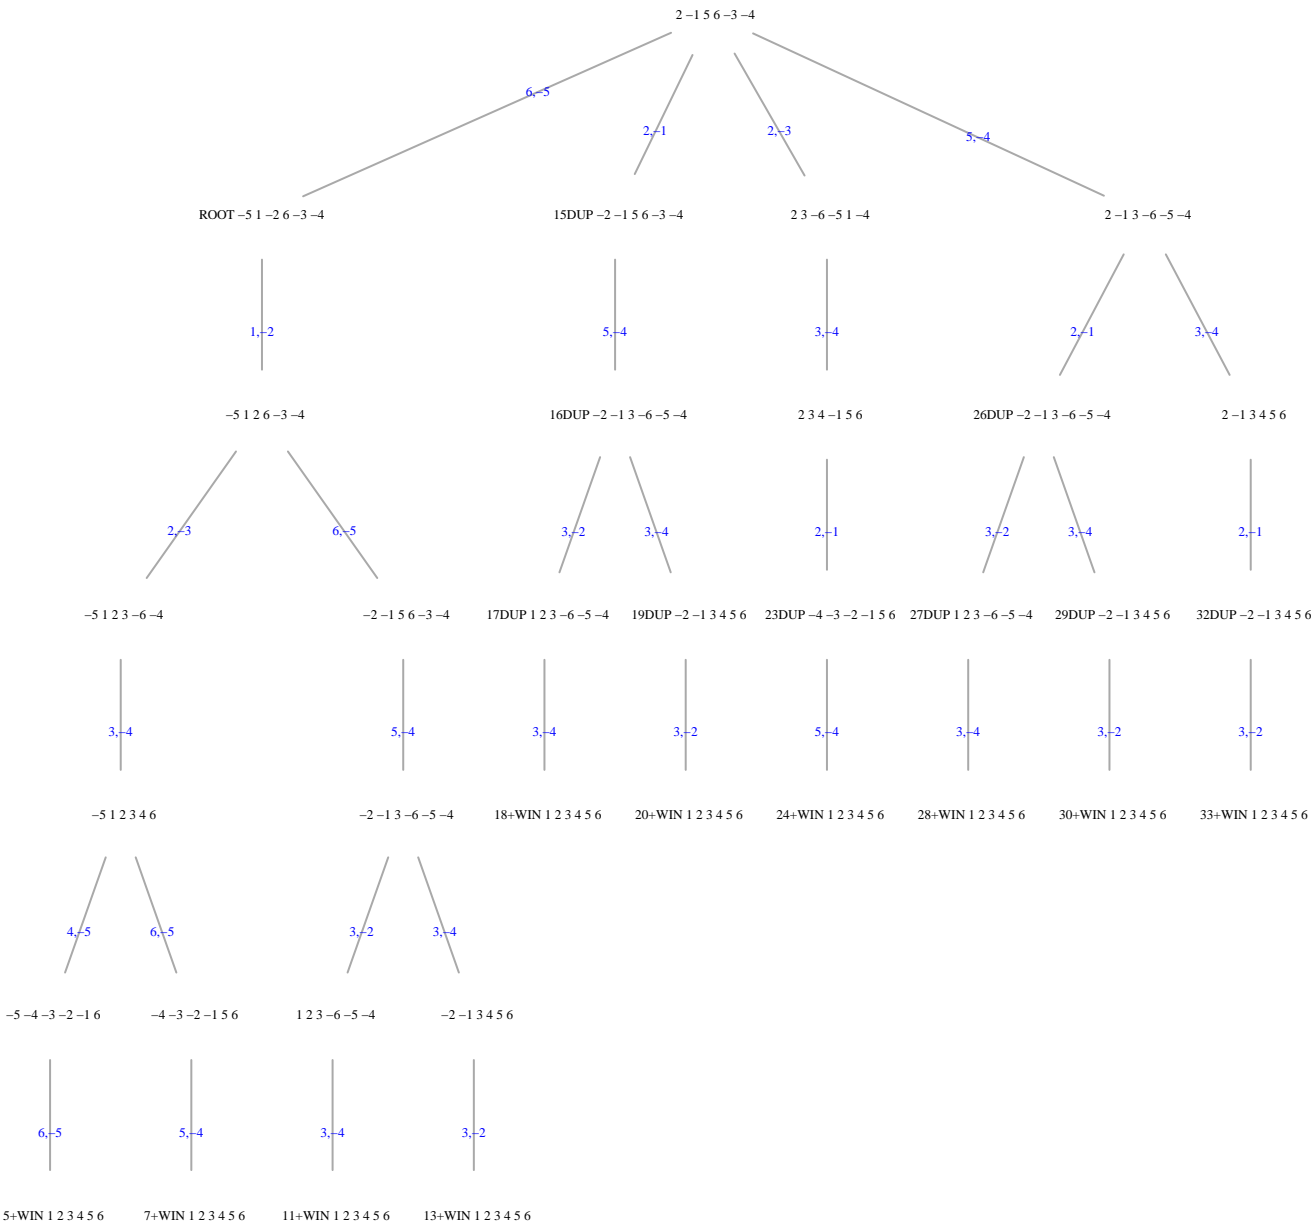 2 −1 5 6 −3 −4
6,−5
2,−1
2,−3
5,−4
ROOT −5 1 −2 6 −3 −4
15DUP −2 −1 5 6 −3 −4
2 3 −6 −5 1 −4
2 −1 3 −6 −5 −4
1,−2
5,−4
3,−4
2,−1
3,−4
−5 1 2 6 −3 −4
16DUP −2 −1 3 −6 −5 −4
2 3 4 −1 5 6
26DUP −2 −1 3 −6 −5 −4
2 −1 3 4 5 6
2,−3
6,−5
3,−2
3,−4
2,−1
3,−2
3,−4
2,−1
−5 1 2 3 −6 −4
−2 −1 5 6 −3 −4
17DUP 1 2 3 −6 −5 −4
19DUP −2 −1 3 4 5 6
23DUP −4 −3 −2 −1 5 6
27DUP 1 2 3 −6 −5 −4
29DUP −2 −1 3 4 5 6
32DUP −2 −1 3 4 5 6
3,−4
5,−4
3,−4
3,−2
5,−4
3,−4
3,−2
3,−2
−5 1 2 3 4 6
−2 −1 3 −6 −5 −4
18+WIN 1 2 3 4 5 6
20+WIN 1 2 3 4 5 6
24+WIN 1 2 3 4 5 6
28+WIN 1 2 3 4 5 6
30+WIN 1 2 3 4 5 6
33+WIN 1 2 3 4 5 6
4,−5
6,−5
3,−2
3,−4
−5 −4 −3 −2 −1 6
−4 −3 −2 −1 5 6
1 2 3 −6 −5 −4
−2 −1 3 4 5 6
6,−5
5,−4
3,−4
3,−2
5+WIN 1 2 3 4 5 6
7+WIN 1 2 3 4 5 6
11+WIN 1 2 3 4 5 6
13+WIN 1 2 3 4 5 6